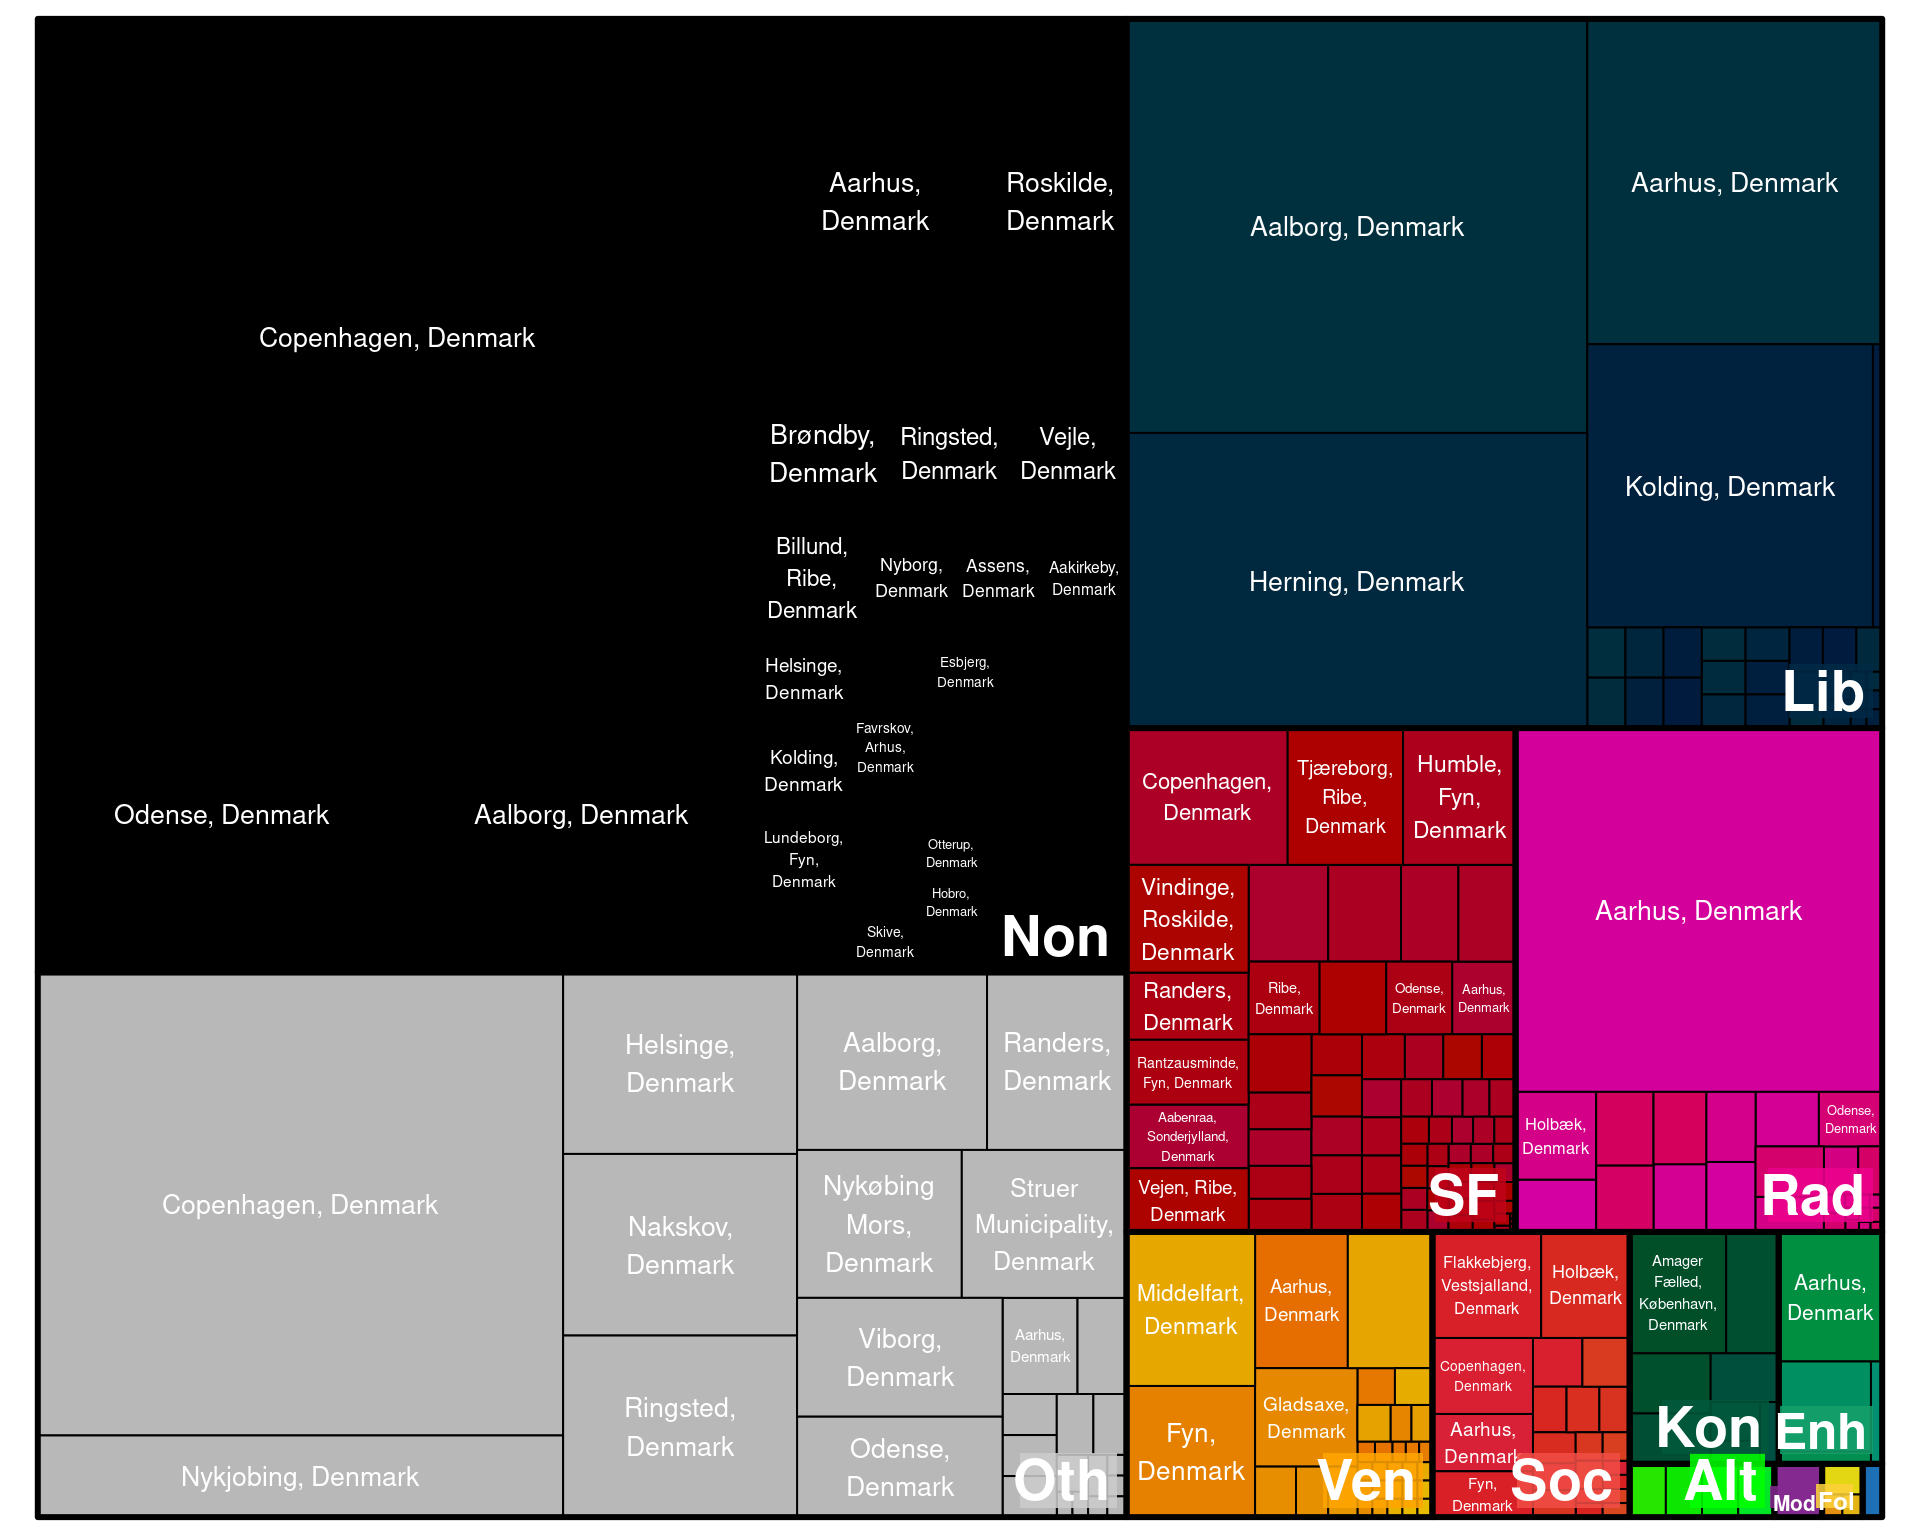 Copenhagen, Denmark
Aarhus,
Denmark
Roskilde,
Denmark
Brøndby,
Denmark
Ringsted,
Denmark
Vejle,
Denmark
Billund,
Ribe,
Denmark
Nyborg,
Denmark
Assens,
Denmark
Aakirkeby,
Denmark
Helsinge,
Denmark
Esbjerg,
Denmark
Kolding,
Denmark
Favrskov,
Arhus,
Denmark
Odense, Denmark
Aalborg, Denmark
Lundeborg,
Fyn,
Denmark
Otterup,
Denmark
Hobro,
Denmark
Skive,
Denmark
Non
Aalborg, Denmark
Aarhus, Denmark
Herning, Denmark
Kolding, Denmark
Lib
Copenhagen, Denmark
Nykjobing, Denmark
Helsinge,
Denmark
Nakskov,
Denmark
Ringsted,
Denmark
Aalborg,
Denmark
Randers,
Denmark
Nykøbing
Mors,
Denmark
Struer
Municipality,
Denmark
Viborg,
Denmark
Odense,
Denmark
Aarhus,
Denmark
Oth
Copenhagen,
Denmark
Tjæreborg,
Ribe,
Denmark
Humble,
Fyn,
Denmark
Vindinge,
Roskilde,
Denmark
Randers,
Denmark
Rantzausminde,
Fyn, Denmark
Aabenraa,
Sonderjylland,
Denmark
Vejen, Ribe,
Denmark
Ribe,
Denmark
Odense,
Denmark
Aarhus,
Denmark
SF
Aarhus, Denmark
Holbæk,
Denmark
Odense,
Denmark
Rad
Middelfart,
Denmark
Fyn,
Denmark
Aarhus,
Denmark
Gladsaxe,
Denmark
Ven
Flakkebjerg,
Vestsjalland,
Denmark
Holbæk,
Denmark
Copenhagen,
Denmark
Aarhus,
Denmark
Fyn,
Denmark
Soc
Amager
Fælled,
København,
Denmark
Kon
Aarhus,
Denmark
Enh
Alt
Mod
Fol